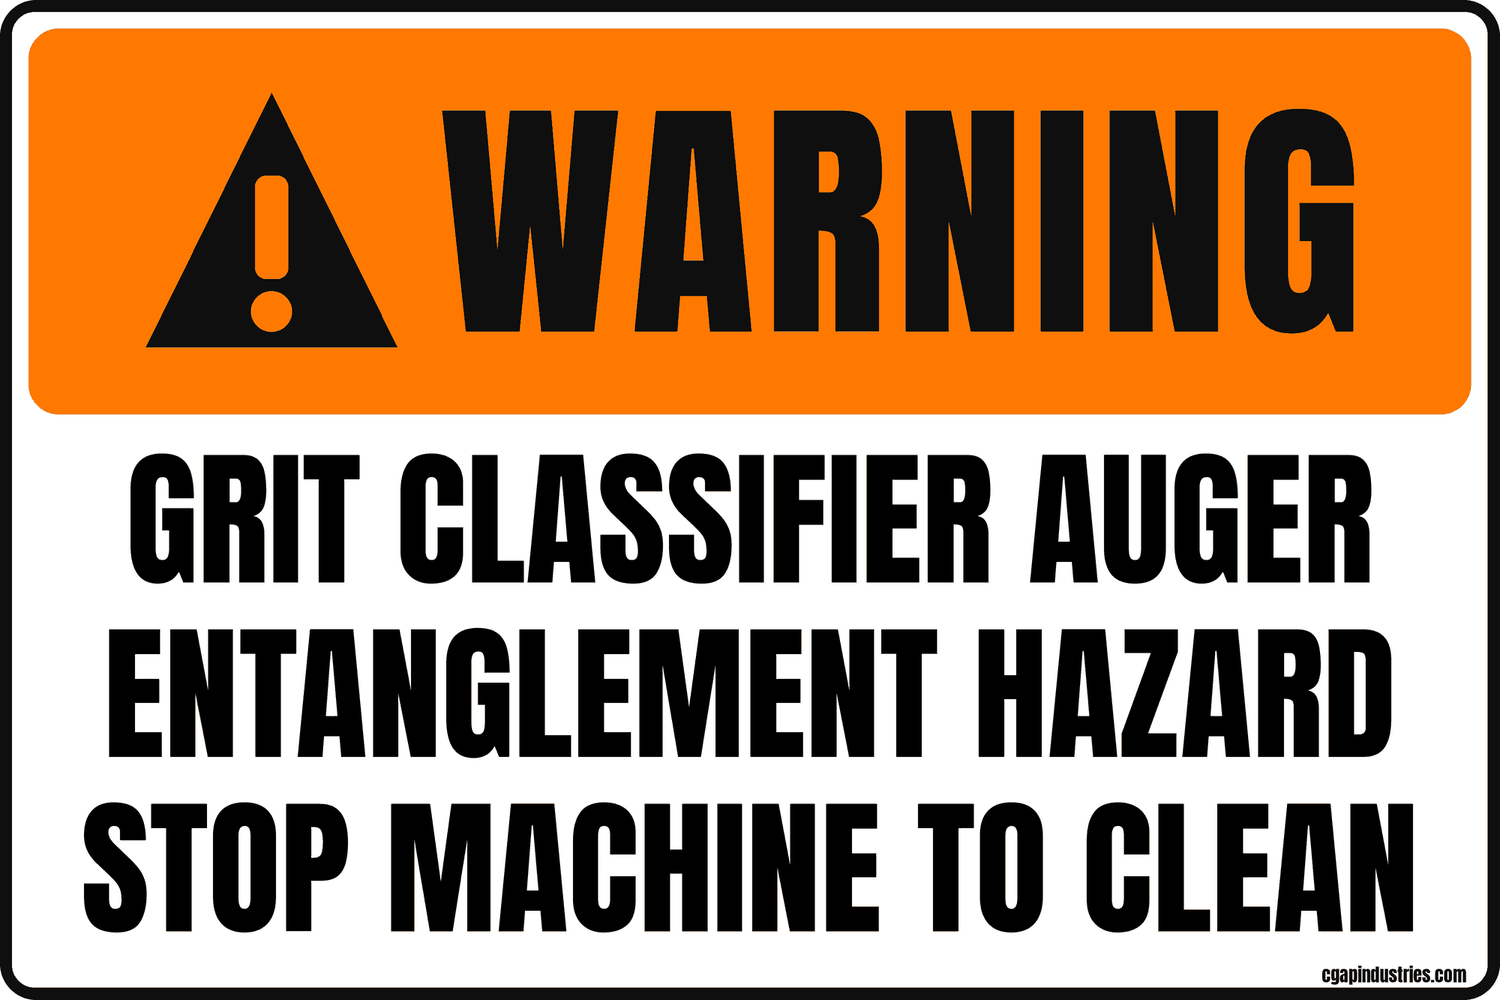 WARNING
GRIT CLASSIFIER AUGER
ENTANGLEMENT HAZARD
STOP MACHINE TO CLEAN
cgapindustries.com